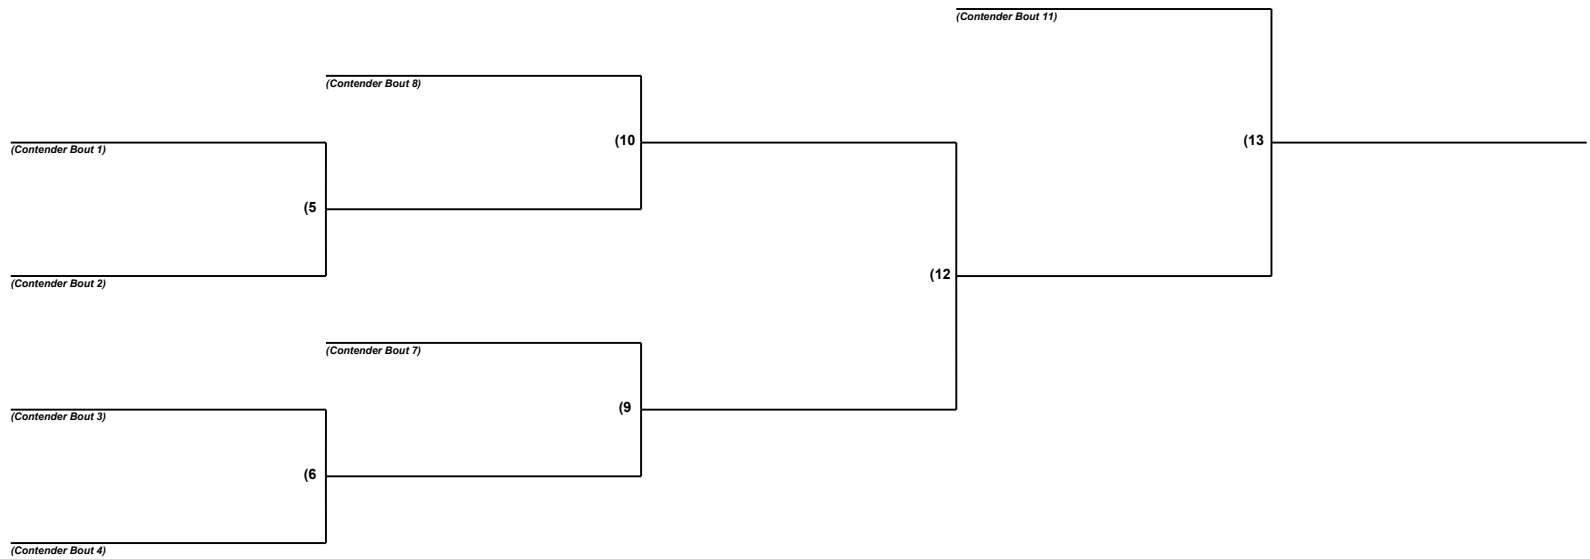 (Contender Bout 11)
(Contender Bout 8)
(10
(13
(Contender Bout 1)
(5
(12
(Contender Bout 2)
(Contender Bout 7)
(9
(Contender Bout 3)
(6
(Contender Bout 4)